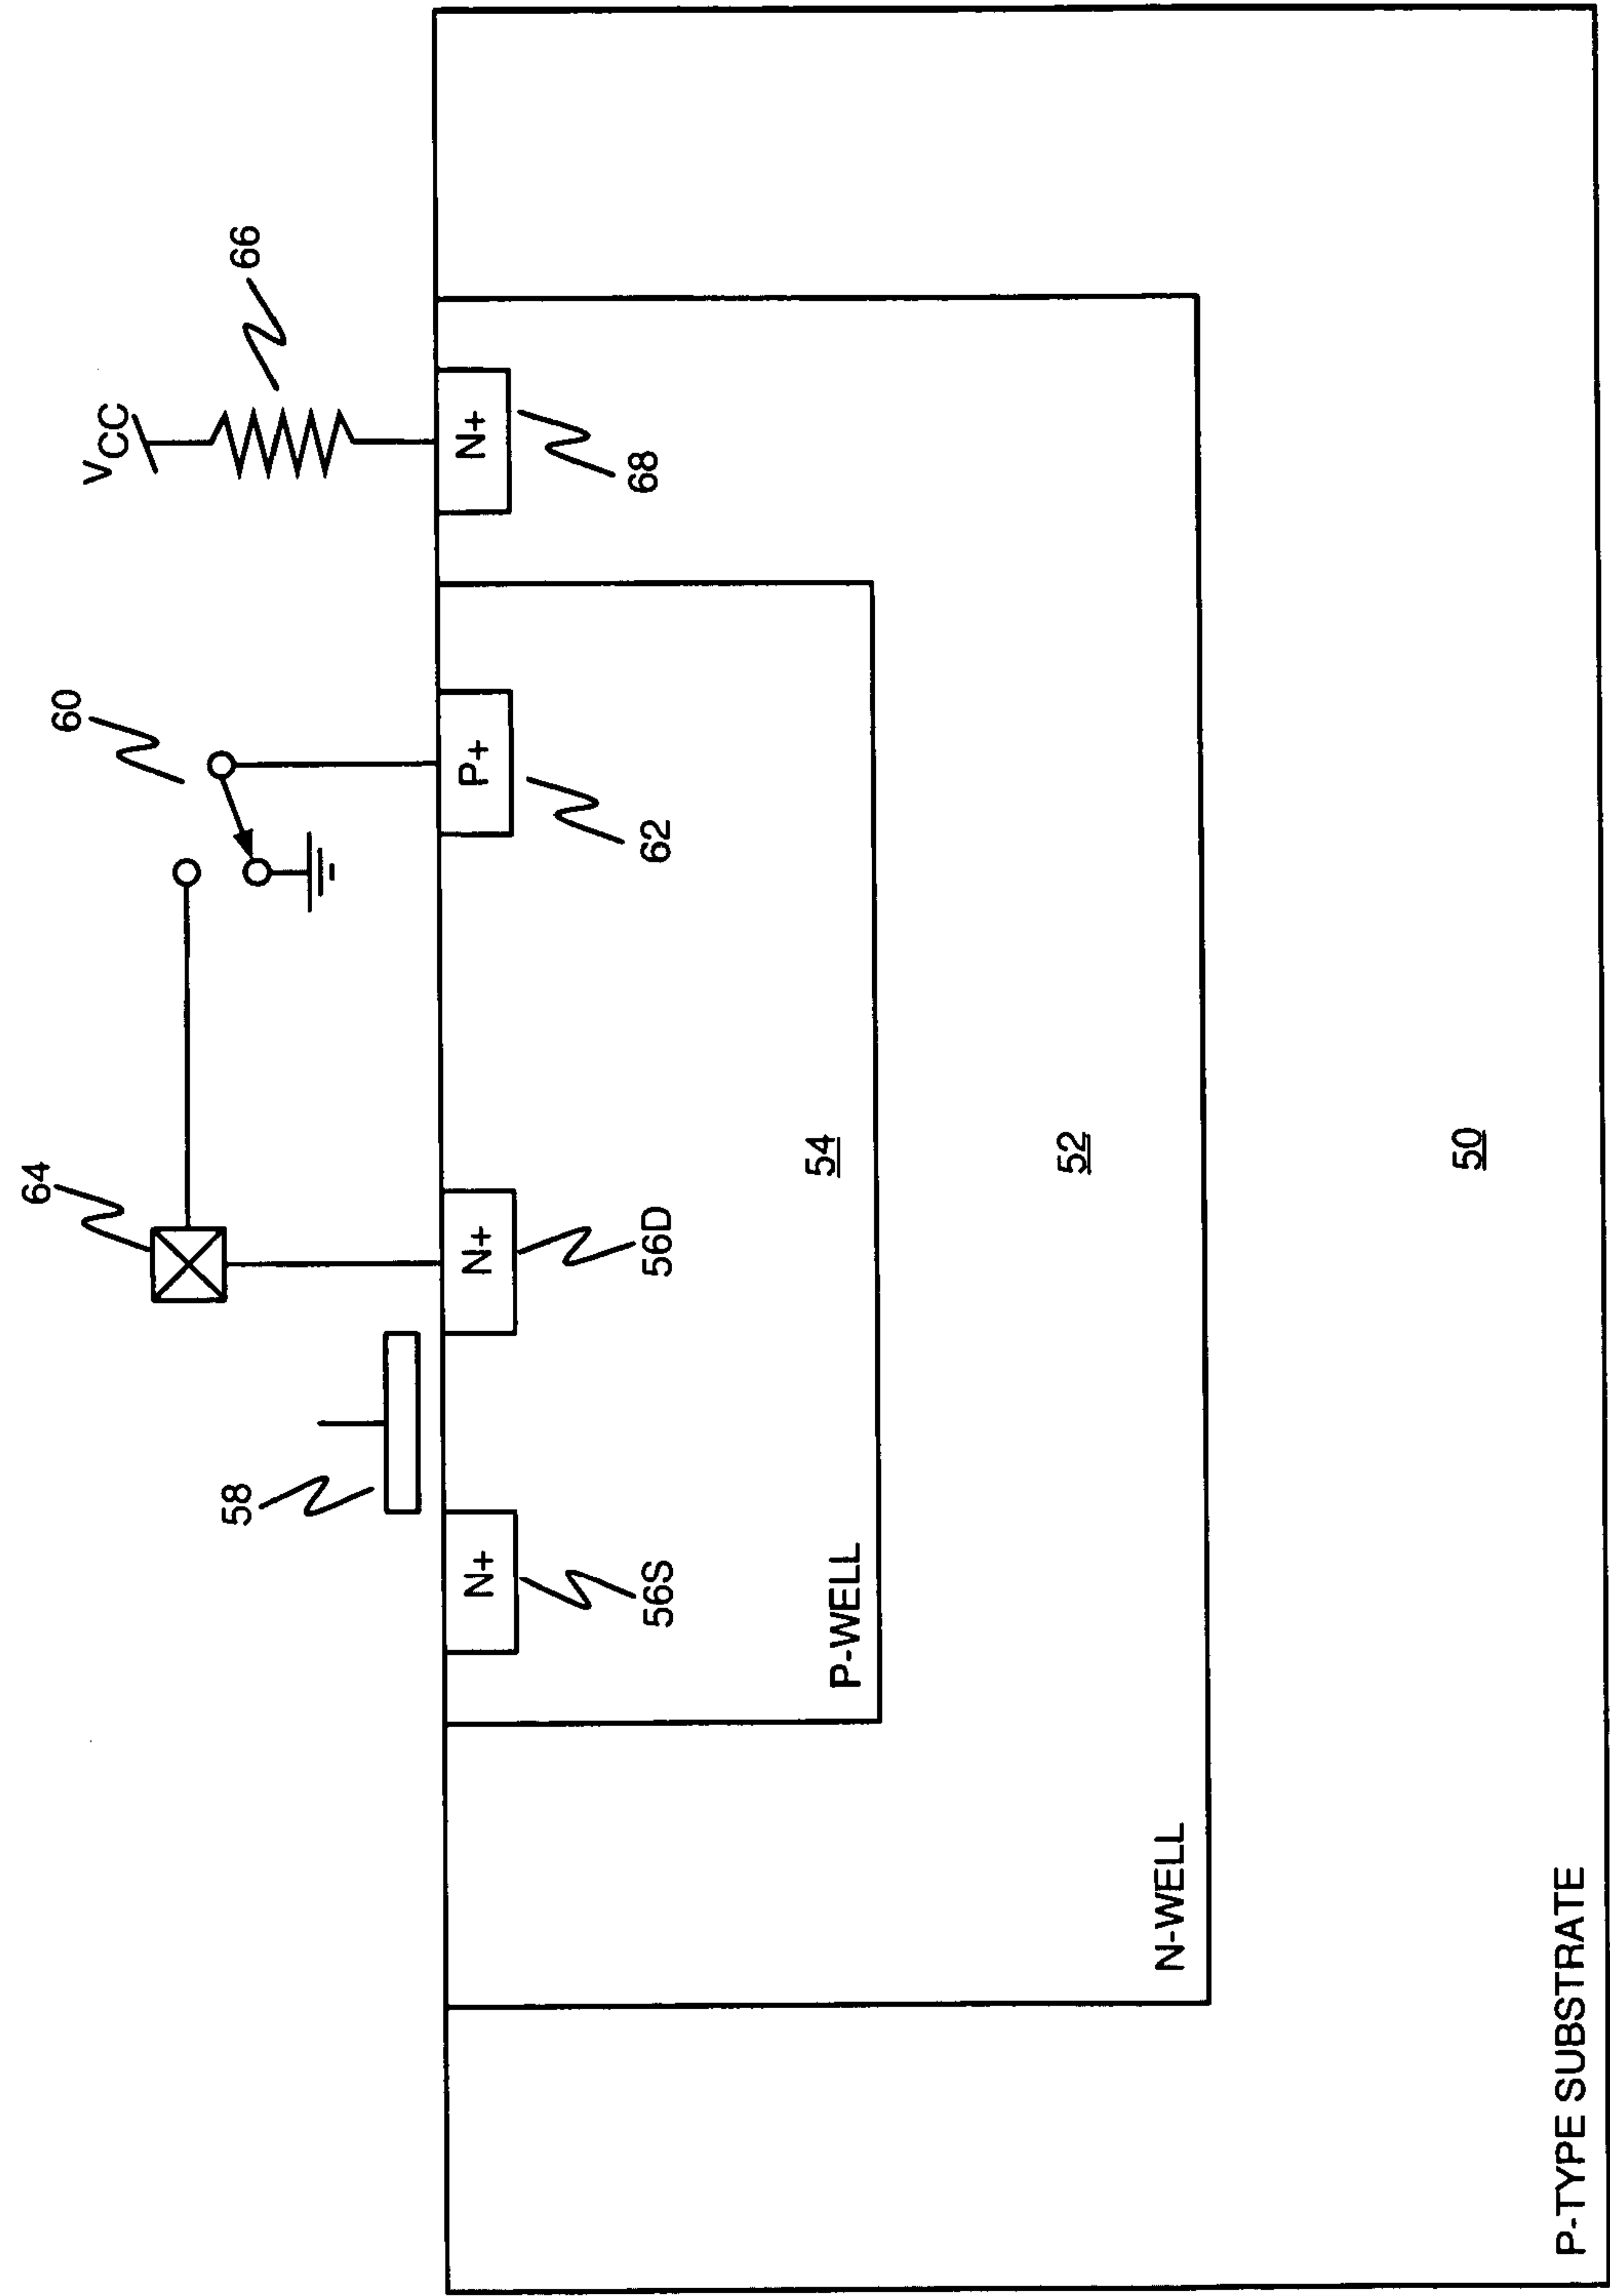 64
60
VCC
66
58
N+
N+
P+
N+
56S
56D
62
68
54
P-WELL
52
N-WELL
50
P-TYPE SUBSTRATE